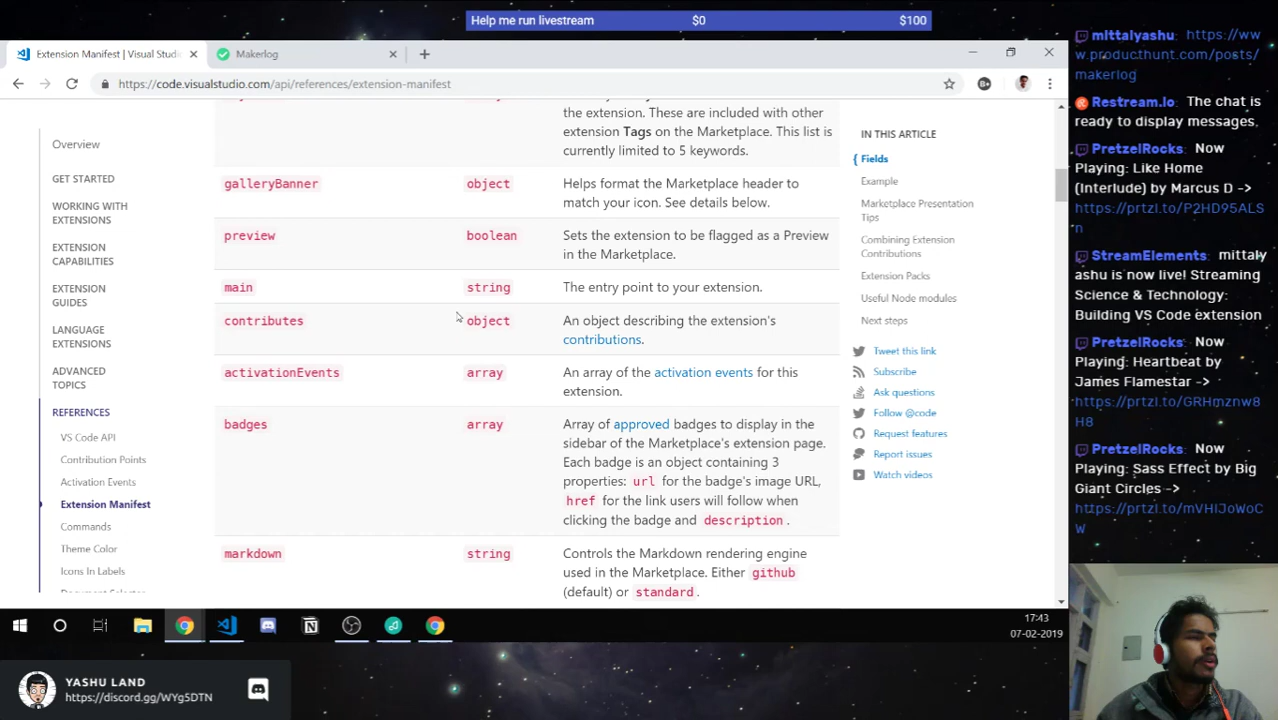 Help me run livestream $0 $100
Extension Manifest | Visual Studi
Makerlog
https://code.visualstudio.com/api/references/extension-manifest
Overview
GET STARTED
WORKING WITH
EXTENSIONS
EXTENSION
CAPABILITIES
EXTENSION
GUIDES
LANGUAGE
EXTENSIONS
ADVANCED
TOPICS
REFERENCES
VS Code API
Contribution Points
Activation Events
Extension Manifest
Commands
Theme Color
Icons In Labels
Document Selector
the extension. These are included with other
extension Tags on the Marketplace. This list is
currently limited to 5 keywords.
galleryBanner object Helps format the Marketplace header to
match your icon. See details below.
preview boolean Sets the extension to be flagged as a Preview
in the Marketplace.
main string The entry point to your extension.
contributes object An object describing the extension's
contributions.
activationEvents array An array of the activation events for this
extension.
badges array Array of approved badges to display in the
sidebar of the Marketplace's extension page.
Each badge is an object containing 3
properties: url for the badge's image URL,
href for the link users will follow when
clicking the badge and description.
markdown string Controls the Markdown rendering engine
used in the Marketplace. Either github
(default) or standard.
IN THIS ARTICLE
Fields
Example
Marketplace Presentation
Tips
Combining Extension
Contributions
Extension Packs
Useful Node modules
Next steps
Tweet this link
Subscribe
Ask questions
Follow @code
Request features
Report issues
Watch videos
mittalyashu: https://ww
w.producthunt.com/posts/
makerlog
Restream.io: The chat is
ready to display messages.
PretzelRocks: Now
Playing: Like Home
(Interlude) by Marcus D ->
https://prtzl.to/P2HD95ALS
n
StreamElements: mittaly
ashu is now live! Streaming
Science & Technology:
Building VS Code extension
PretzelRocks: Now
Playing: Heartbeat by
James Flamestar ->
https://prtzl.to/GRHmznw8
H8
PretzelRocks: Now
Playing: Sass Effect by Big
Giant Circles ->
https://prtzl.to/mVHIJoWoC
W
17:43
07-02-2019
YASHU LAND
https://discord.gg/WYg5DTN